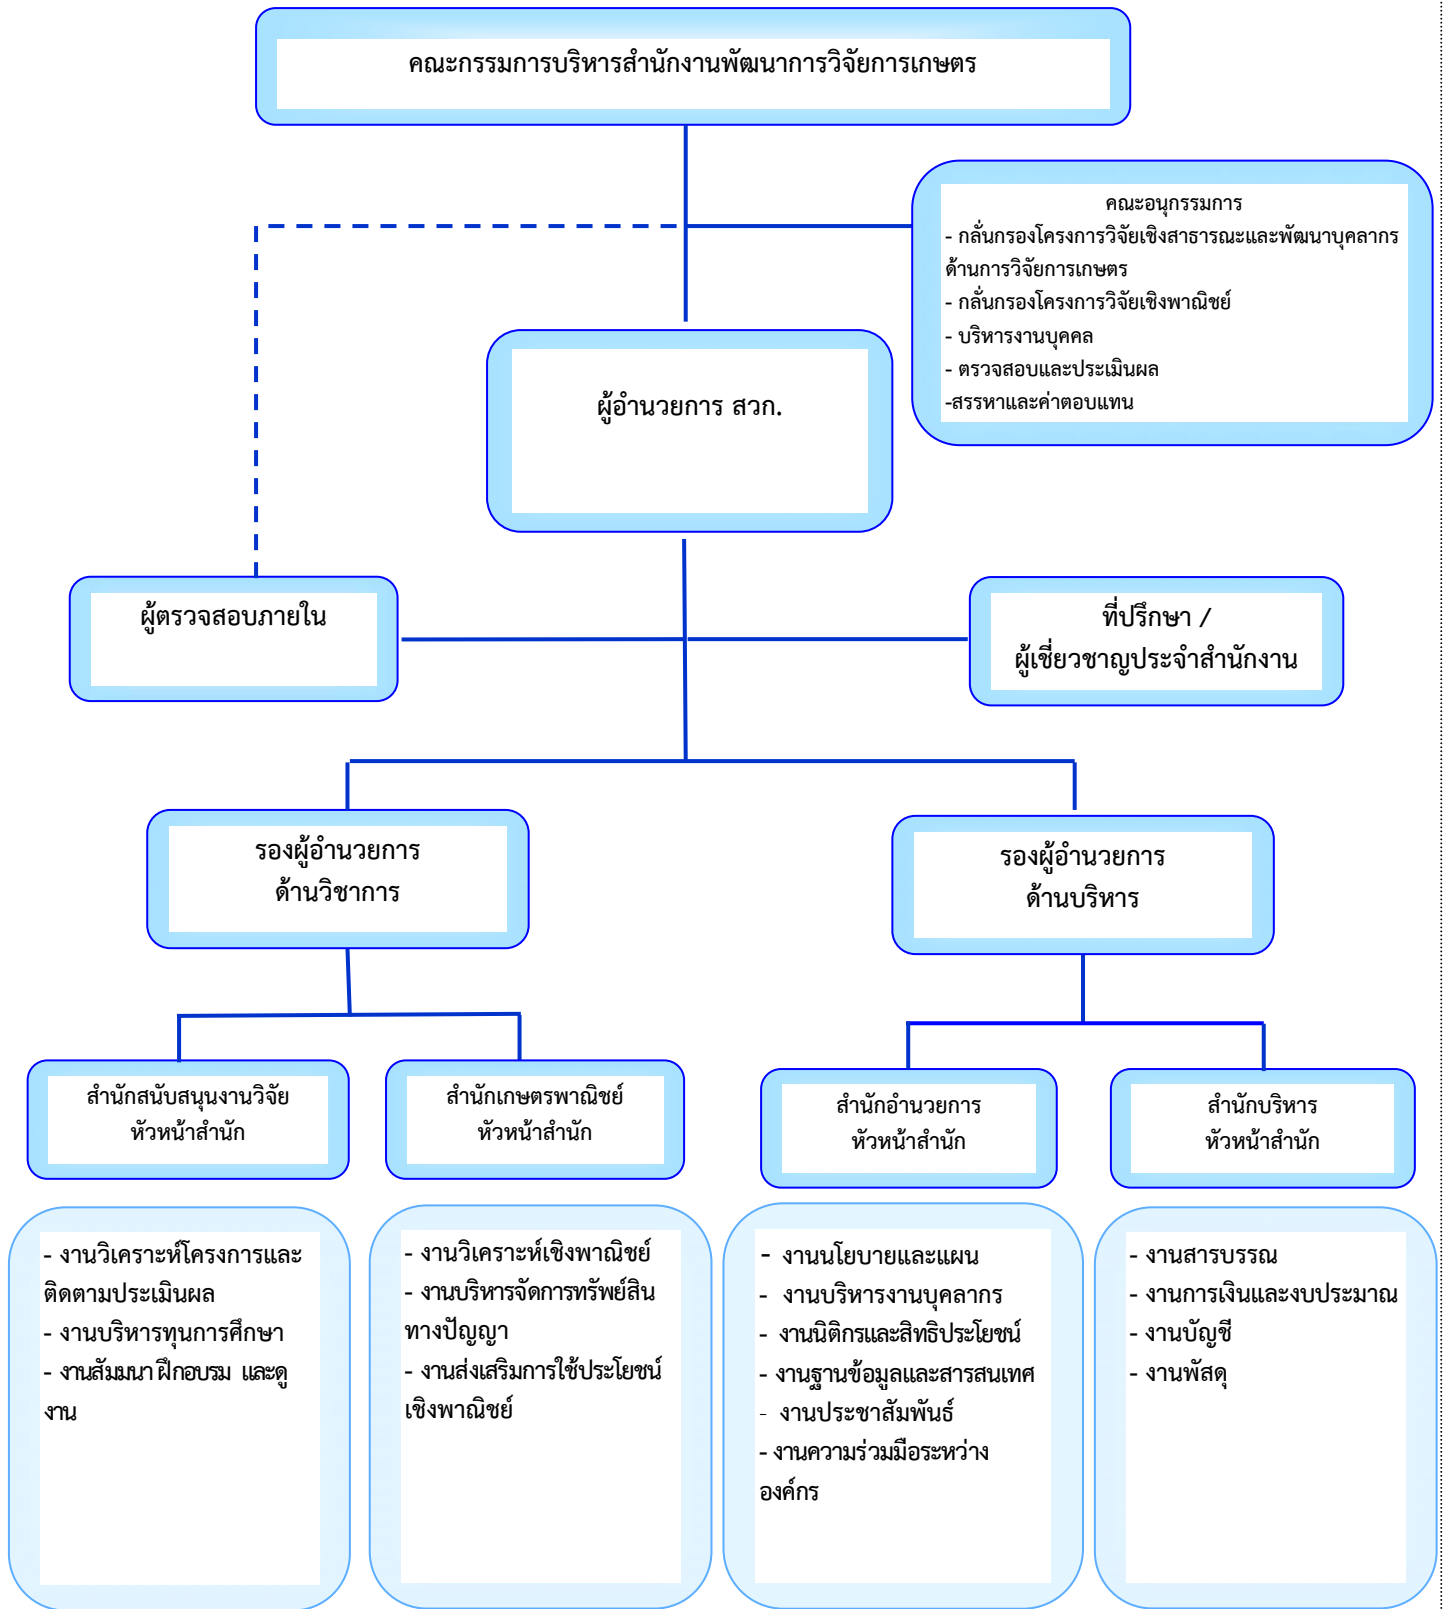 คณะกรรมการบริหารสำนักงานพัฒนาการวิจัยการเกษตร
คณะอนุกรรมการ
- กลั่นกรองโครงการวิจัยเชิงสาธารณะและพัฒนาบุคลากร
ด้านการวิจัยการเกษตร
- กลั่นกรองโครงการวิจัยเชิงพาณิชย์
- บริหารงานบุคคล
- ตรวจสอบและประเมินผล
-สรรหาและค่าตอบแทน
ผู้อำนวยการ สวก.
ผู้ตรวจสอบภายใน
ที่ปรึกษา /
ผู้เชี่ยวชาญประจำสำนักงาน
รองผู้อำนวยการ
ด้านวิชาการ
รองผู้อำนวยการ
ด้านบริหาร
สำนักสนับสนุนงานวิจัย
หัวหน้าสำนัก
สำนักเกษตรพาณิชย์
หัวหน้าสำนัก
สำนักอำนวยการ
หัวหน้าสำนัก
สำนักบริหาร
หัวหน้าสำนัก
- งานวิเคราะห์โครงการและ
ติดตามประเมินผล
- งานบริหารทุนการศึกษา
- งานสัมมนา ฝึกอบรม และดู
งาน
- งานวิเคราะห์เชิงพาณิชย์
- งานบริหารจัดการทรัพย์สิน
ทางปัญญา
- งานส่งเสริมการใช้ประโยชน์
เชิงพาณิชย์
- งานนโยบายและแผน
- งานบริหารงานบุคลากร
- งานนิติกรและสิทธิประโยชน์
- งานฐานข้อมูลและสารสนเทศ
- งานประชาสัมพันธ์
- งานความร่วมมือระหว่าง
องค์กร
- งานสารบรรณ
- งานการเงินและงบประมาณ
- งานบัญชี
- งานพัสดุ